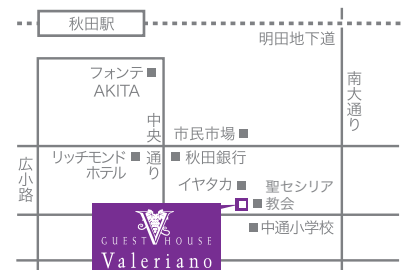 秋田駅
明田地下道
フォンテ
AKITA
南大通り
中央通り
市民市場
広小路
リッチモンド
ホテル
秋田銀行
イヤタカ
聖セシリア
教会
中通小学校
GUEST HOUSE
Valeriano